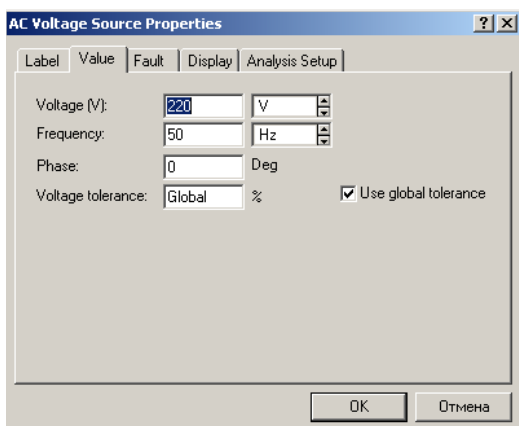 AC Voltage Source Properties ? X
Label Value Fault Display Analysis Setup
Voltage (V): 220 V
Frequency: 50 Hz
Phase: 0 Deg
Voltage tolerance: Global % Use global tolerance
OK Отмена